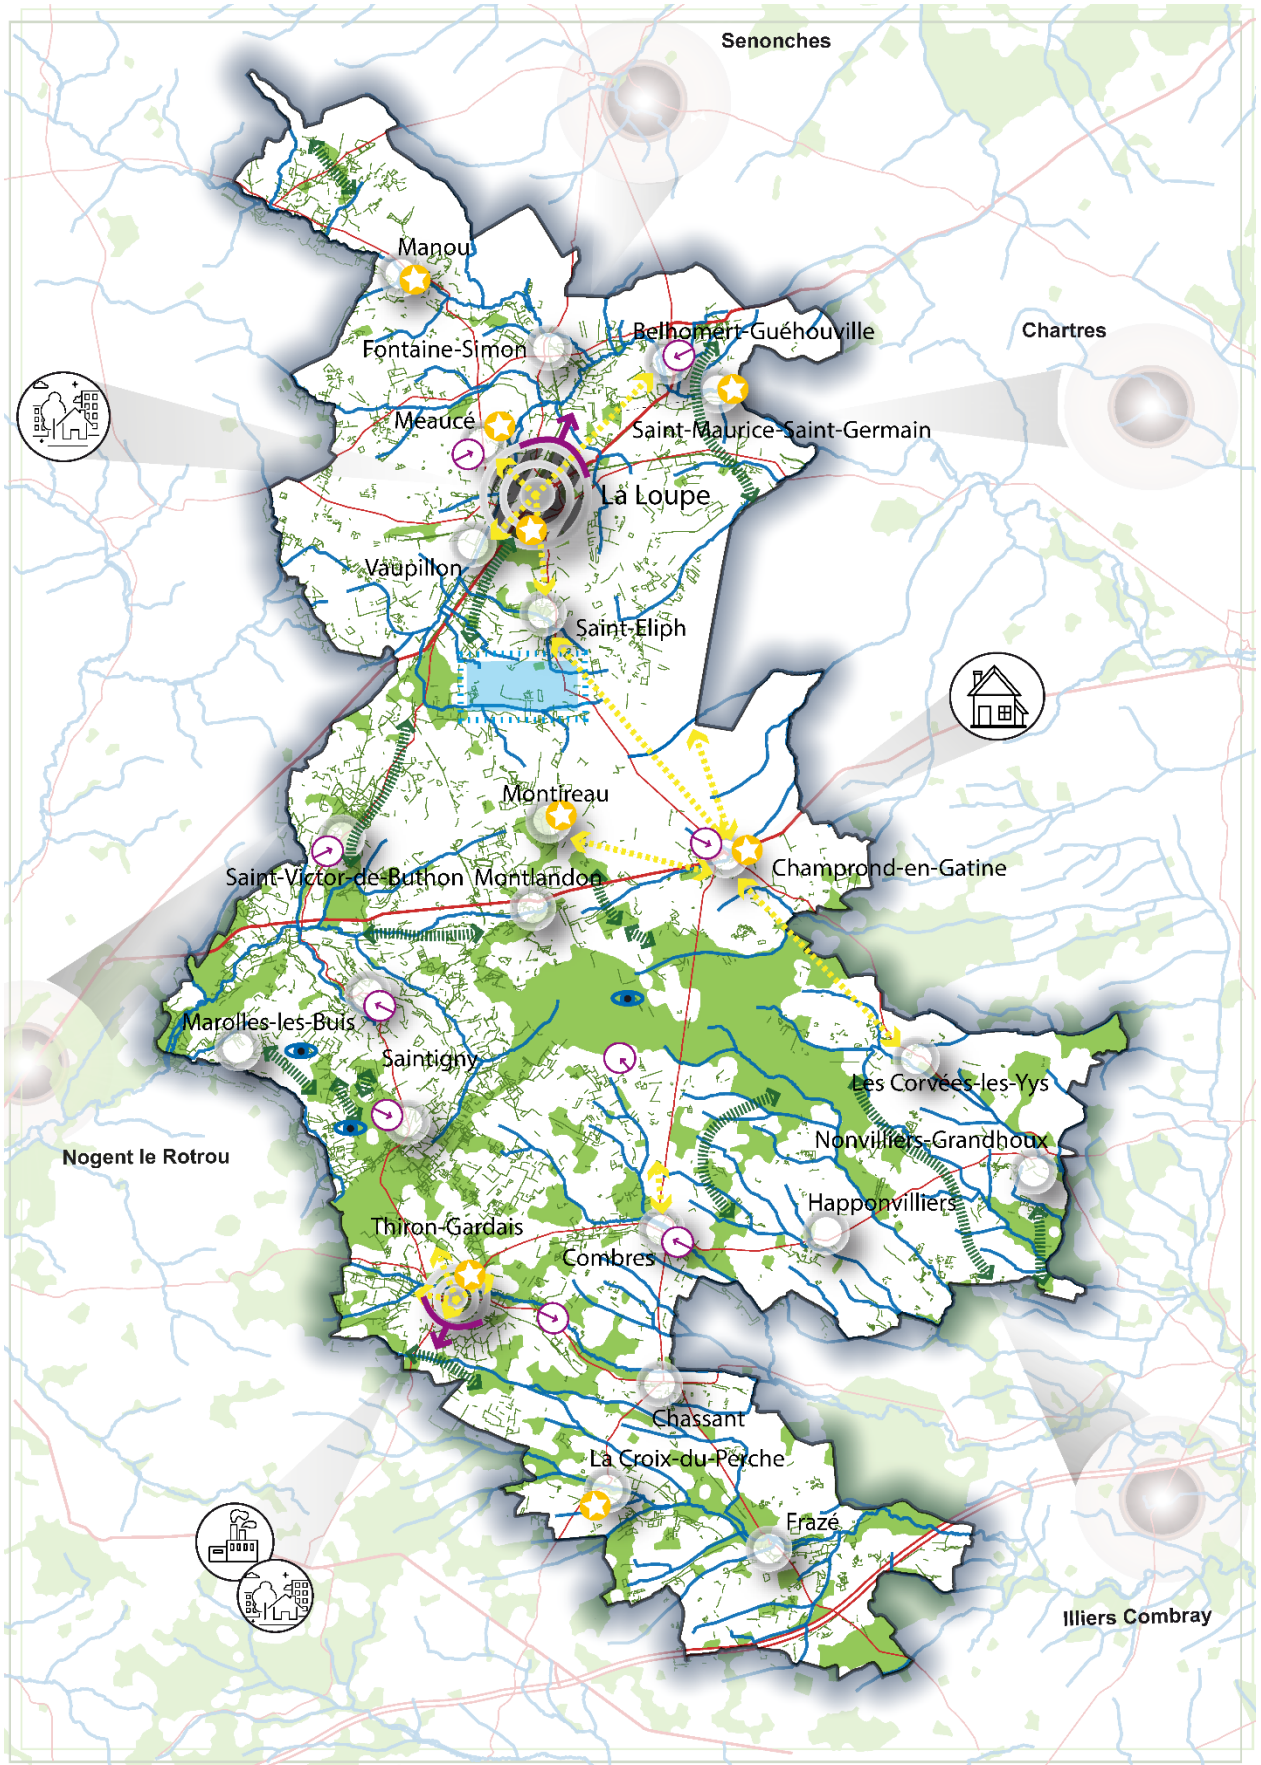 Senonches
Manou
Chartres
Belhomert-Guéhouville
Fontaine-Simon
Meaucé
Saint-Maurice-Saint-Germain
La Loupe
Vaupillon
Saint-Eliph
Montireau
Champrond-en-Gatine
Saint-Victor-de-Buthon
Montlandon
Marolles-les-Buis
Saintigny
Les Corvées-les-Yys
Nonvilliers-Grandhoux
Nogent le Rotrou
Happonvilliers
Thiron-Gardais
Combres
Chassant
La Croix-du-Perche
Frazé
Illiers Combray